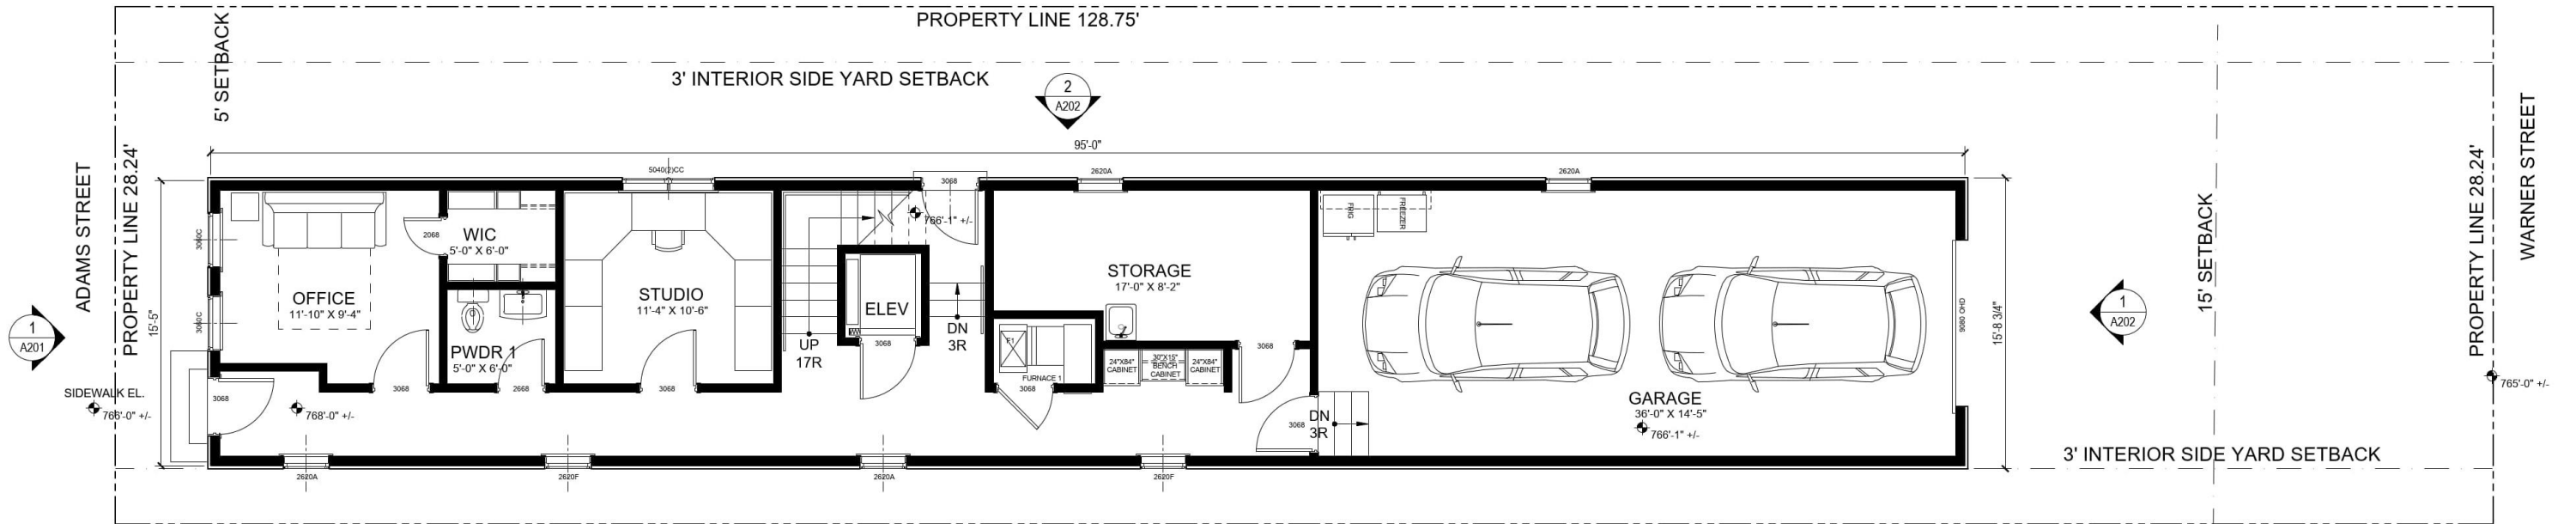 PROPERTY LINE 128.75'
5' SETBACK
3' INTERIOR SIDE YARD SETBACK
2
A202
95'-0"
ADAMS STREET
PROPERTY LINE 28.24'
15'-5"
1
A201
SIDEWALK EL.
766'-0" +/-
3060C
3060C
OFFICE
11'-10" X 9'-4"
2068
WIC
5'-0" X 6'-0"
PWDR 1
5'-0" X 6'-0"
3068
2668
3068
768'-0" +/-
5040(2)CC
STUDIO
11'-4" X 10'-6"
3068
UP
17R
ELEV
3068
3068
766'-1" +/-
DN
3R
2620A
STORAGE
17'-0" X 8'-2"
F1
FURNACE 1
3068
24"X84"
CABINET
30"X15"
BENCH
CABINET
24"X84"
CABINET
3068
3068
DN
3R
2620A
FRIG
FREEZER
GARAGE
36'-0" X 14'-5"
766'-1" +/-
9080 OHD
15'-8 3/4"
1
A202
15' SETBACK
PROPERTY LINE 28.24'
WARNER STREET
765'-0" +/-
3' INTERIOR SIDE YARD SETBACK
2620A
2620F
2620A
2620F